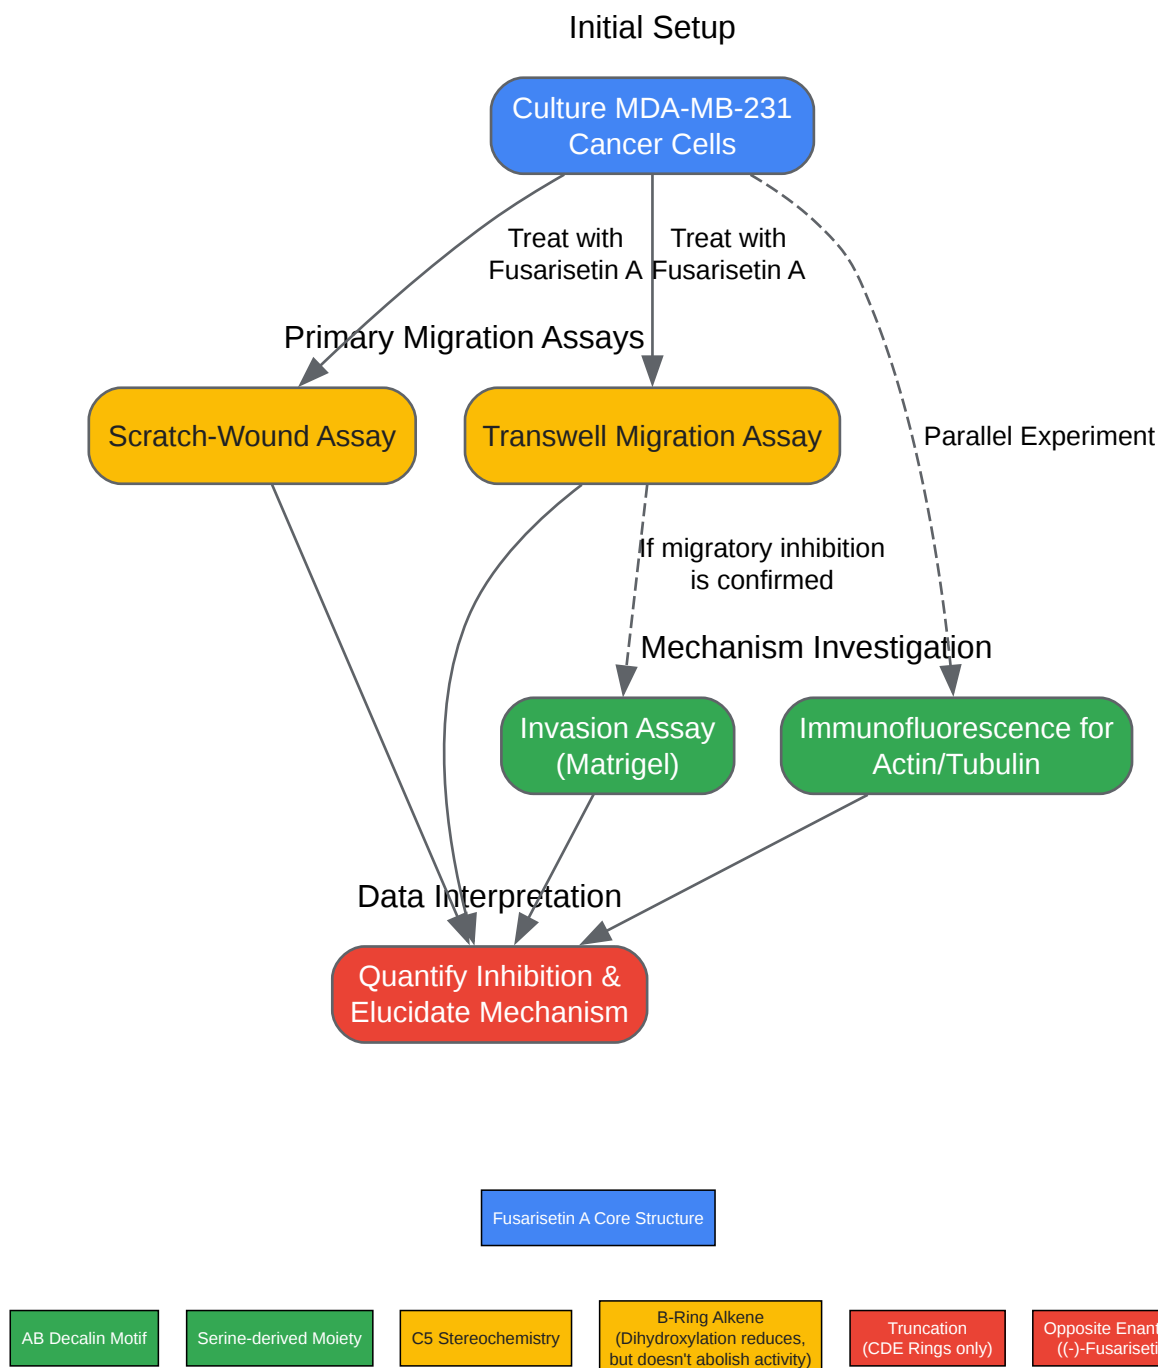 Initial Setup
Culture MDA-MB-231
Cancer Cells
Treat with
Fusarisetin A
Treat with
Fusarisetin A
Primary Migration Assays
Scratch-Wound Assay
Transwell Migration Assay
Parallel Experiment
If migratory inhibition
is confirmed
Mechanism Investigation
Invasion Assay
(Matrigel)
Immunofluorescence for
Actin/Tubulin
Data Interpretation
Quantify Inhibition &
Elucidate Mechanism
Fusarisetin A Core Structure
AB Decalin Motif
Serine-derived Moiety
C5 Stereochemistry
B-Ring Alkene
(Dihydroxylation reduces,
but doesn't abolish activity)
Truncation
(CDE Rings only)
Opposite